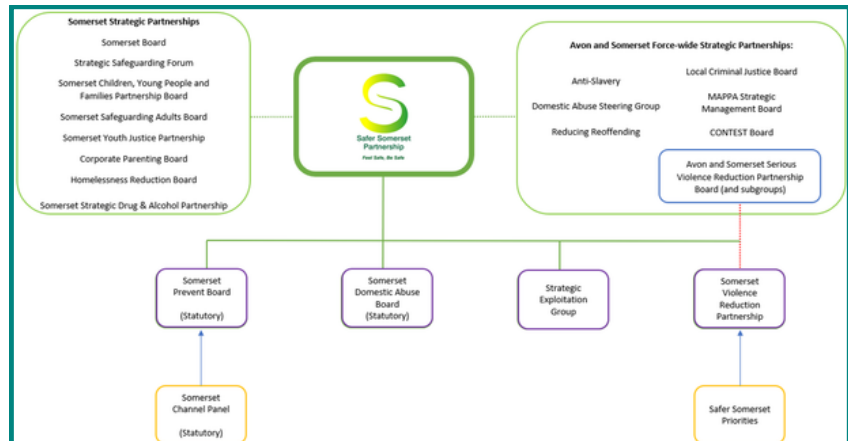 Somerset Strategic Partnerships
Somerset Board
Strategic Safeguarding Forum
Somerset Children, Young People and
Families Partnership Board
Somerset Safeguarding Adults Board
Somerset Youth Justice Partnership
Corporate Parenting Board
Homelessness Reduction Board
Somerset Strategic Drug & Alcohol Partnership
S
Safer Somerset
Partnership
Feel Safe, Be Safe
Avon and Somerset Force-wide Strategic Partnerships:
Anti-Slavery
Domestic Abuse Steering Group
Reducing Reoffending
Local Criminal Justice Board
MAPPA Strategic
Management Board
CONTEST Board
Avon and Somerset Serious
Violence Reduction Partnership
Board (and subgroups)
Somerset
Prevent Board
(Statutory)
Somerset
Domestic Abuse
Board
(Statutory)
Strategic
Exploitation
Group
Somerset
Violence
Reduction
Partnership
Somerset
Channel Panel
(Statutory)
Safer Somerset
Priorities